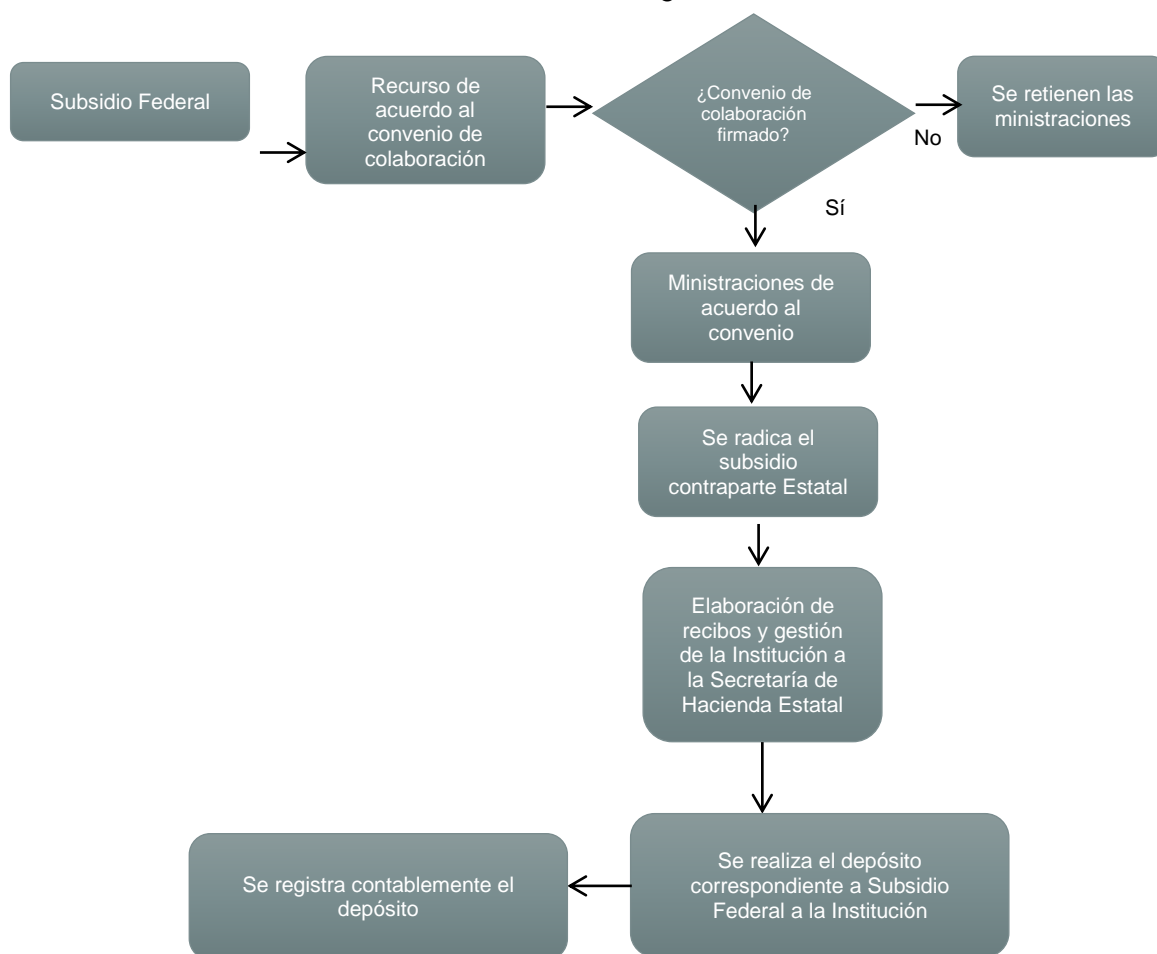 Subsidio Federal
Recurso de
acuerdo al
convenio de
colaboración
¿Convenio de
colaboración
firmado?
No
Se retienen las
ministraciones
Sí
Ministraciones de
acuerdo al
convenio
Se radica el
subsidio
contraparte Estatal
Elaboración de
recibos y gestión
de la Institución a
la Secretaría de
Hacienda Estatal
Se realiza el depósito
correspondiente a Subsidio
Federal a la Institución
Se registra contablemente el
depósito